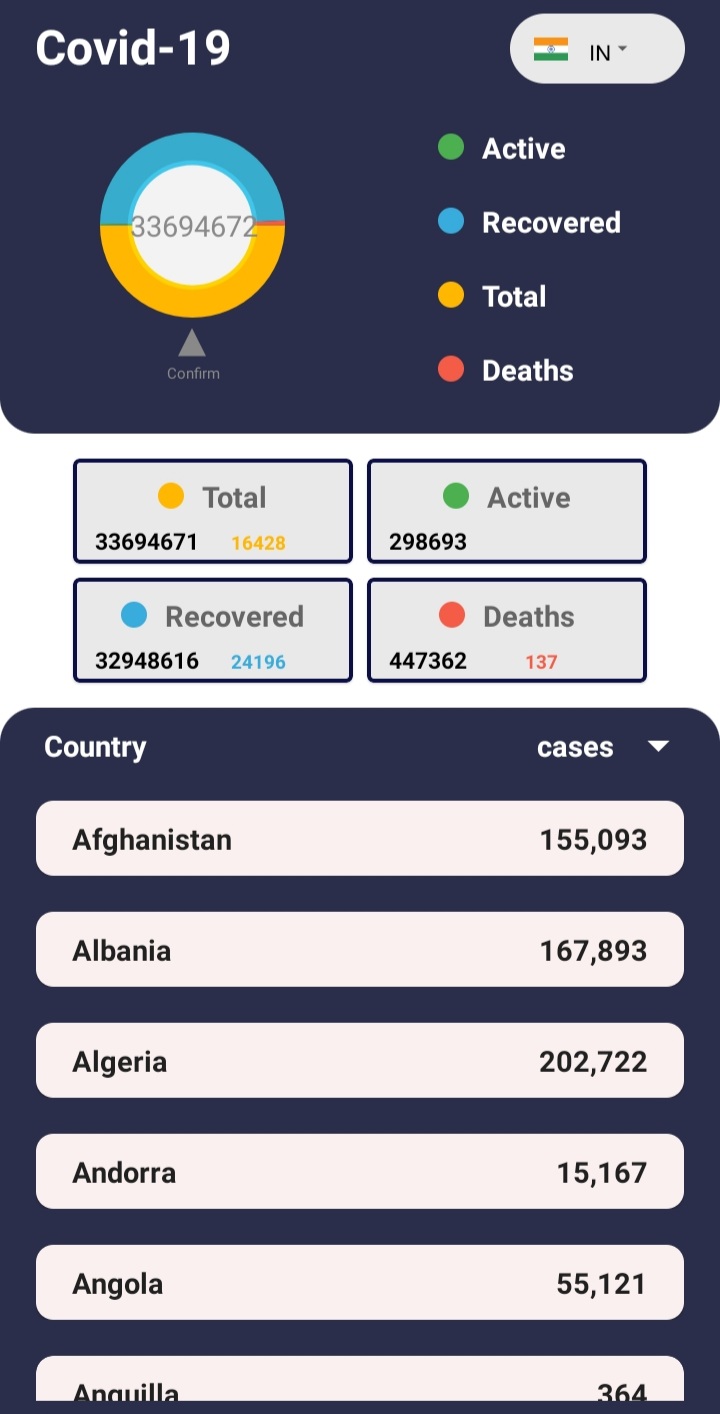 Covid-19
IN
33694672
Confirm
Active
Recovered
Total
Deaths
Total
33694671 16428
Active
298693
Recovered
32948616 24196
Deaths
447362 137
Country cases
Afghanistan 155,093
Albania 167,893
Algeria 202,722
Andorra 15,167
Angola 55,121
Anguilla 364